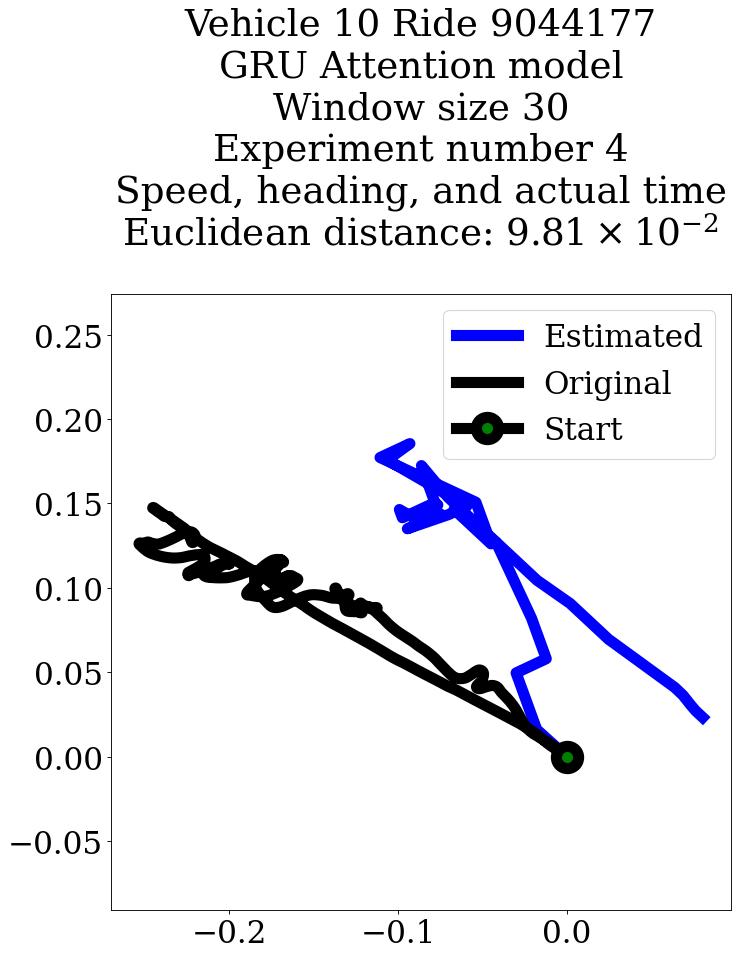 Vehicle 10 Ride 9044177
GRU Attention model
Window size 30
Experiment number 4
Speed, heading, and actual time
Euclidean distance: 9.81 × 10⁻²
Estimated
Original
Start
0.25
0.20
0.15
0.10
0.05
0.00
−0.05
−0.2
−0.1
0.0